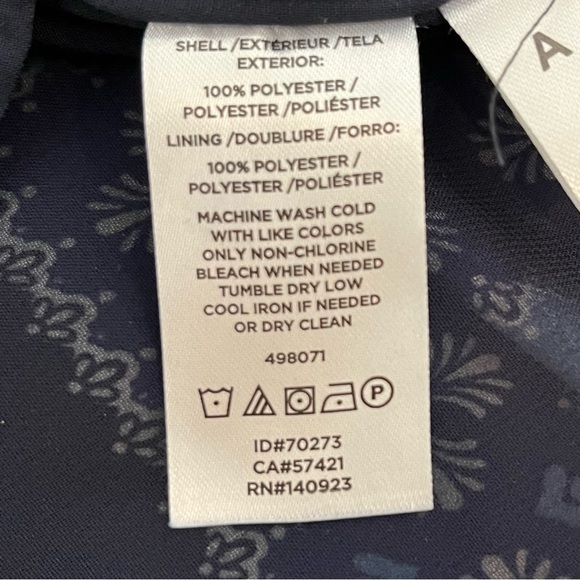 SHELL /EXTÉRIEUR /TELA
EXTERIOR:
100% POLYESTER /
POLYESTER /POLIÉSTER
LINING /DOUBLURE /FORRO:
100% POLYESTER /
POLYESTER /POLIÉSTER
MACHINE WASH COLD
WITH LIKE COLORS
ONLY NON-CHLORINE
BLEACH WHEN NEEDED
TUMBLE DRY LOW
COOL IRON IF NEEDED
OR DRY CLEAN
498071
P
ID#70273
CA#57421
RN#140923
A